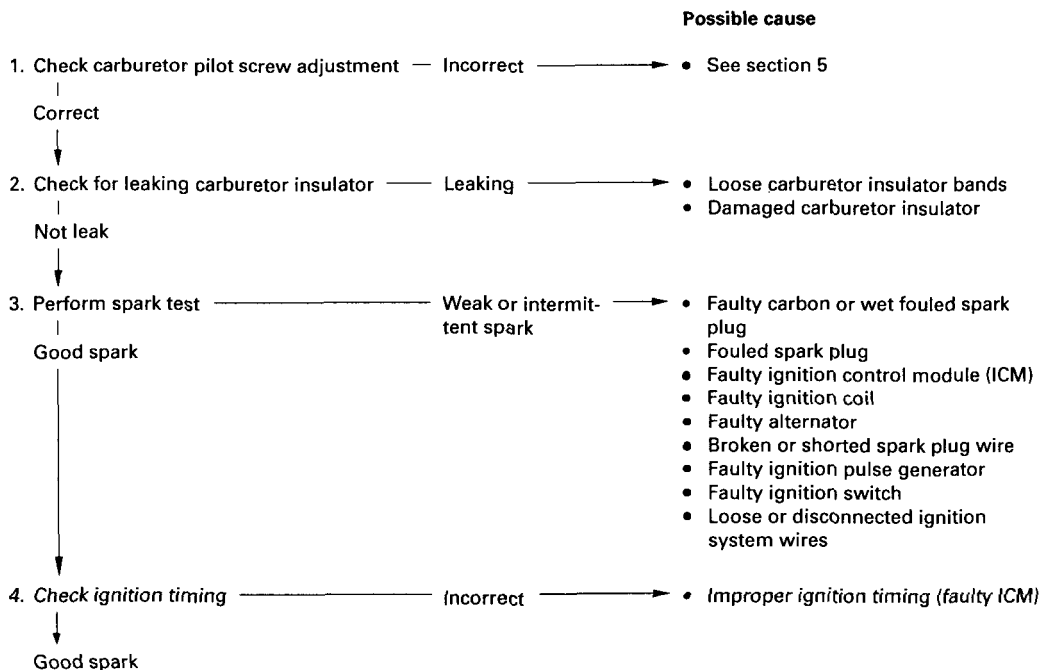 Possible cause
1. Check carburetor pilot screw adjustment — Incorrect • See section 5
Correct
2. Check for leaking carburetor insulator — Leaking • Loose carburetor insulator bands
• Damaged carburetor insulator
Not leak
3. Perform spark test — Weak or intermit-
tent spark • Faulty carbon or wet fouled spark
plug
Good spark • Fouled spark plug
• Faulty ignition control module (ICM)
• Faulty ignition coil
• Faulty alternator
• Broken or shorted spark plug wire
• Faulty ignition pulse generator
• Faulty ignition switch
• Loose or disconnected ignition
system wires
4. Check ignition timing — Incorrect • Improper ignition timing (faulty ICM)
Good spark